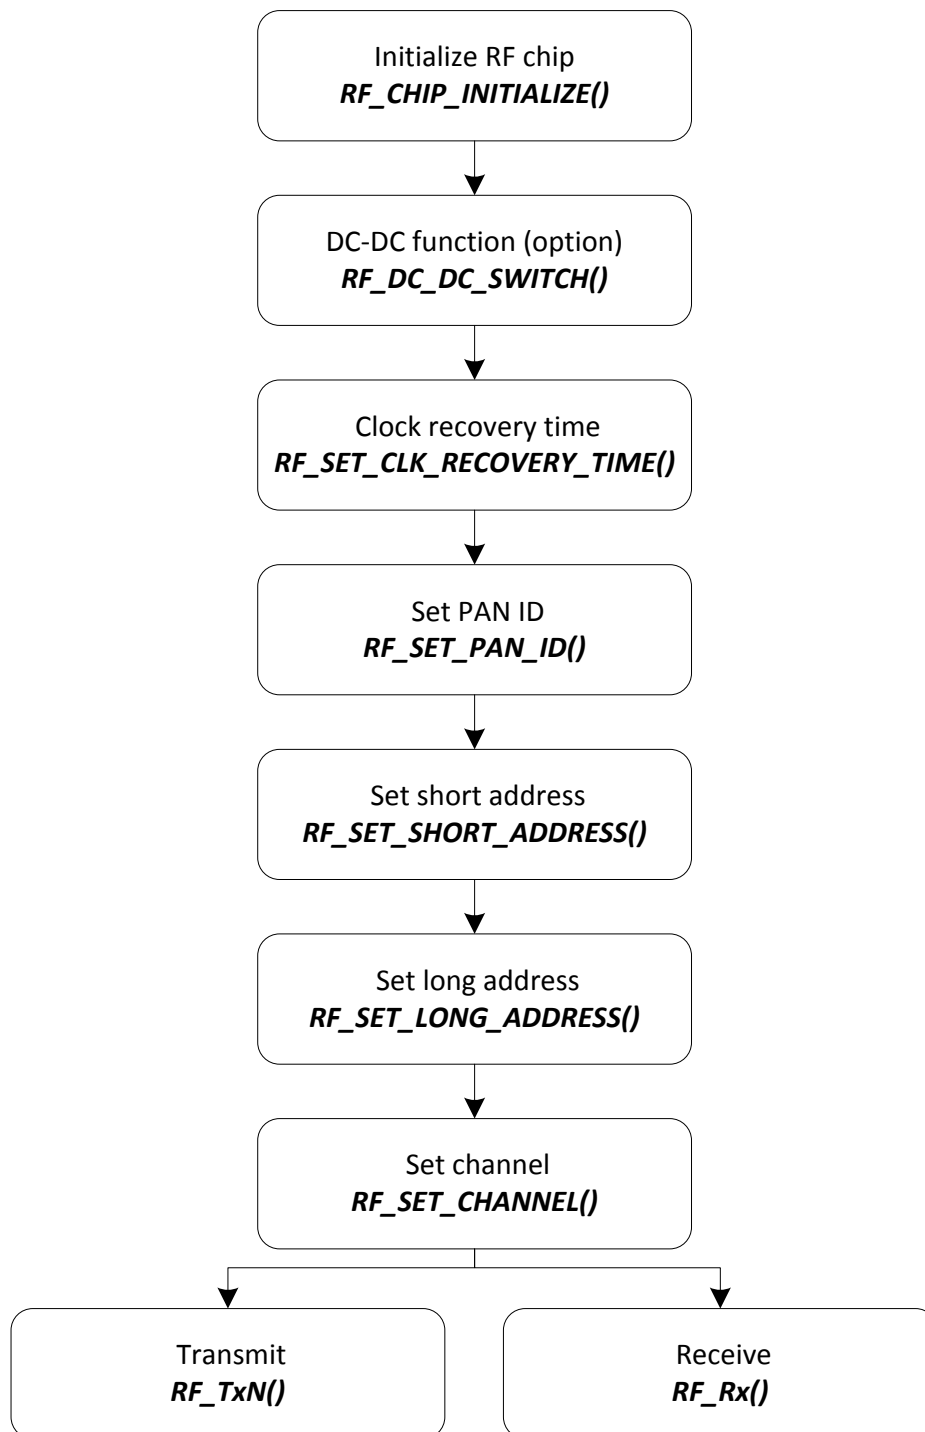 Initialize RF chip
RF_CHIP_INITIALIZE()
DC-DC function (option)
RF_DC_DC_SWITCH()
Clock recovery time
RF_SET_CLK_RECOVERY_TIME()
Set PAN ID
RF_SET_PAN_ID()
Set short address
RF_SET_SHORT_ADDRESS()
Set long address
RF_SET_LONG_ADDRESS()
Set channel
RF_SET_CHANNEL()
Transmit
RF_TxN()
Receive
RF_Rx()